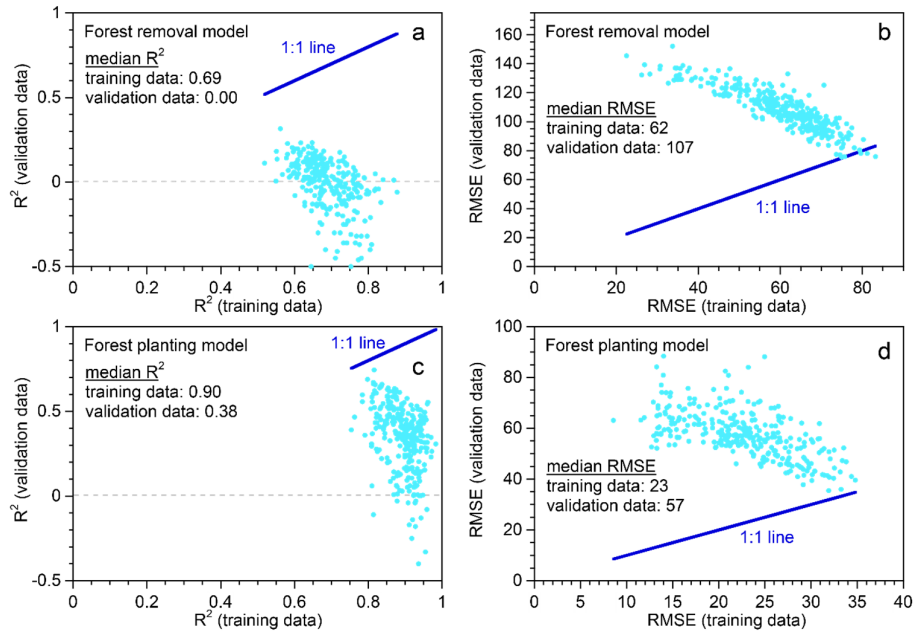 Forest removal model
a
median R²
training data: 0.69
validation data: 0.00
1:1 line
1
0.5
0
-0.5
R² (validation data)
0 0.2 0.4 0.6 0.8 1
R² (training data)
Forest removal model
b
median RMSE
training data: 62
validation data: 107
1:1 line
160
140
120
100
80
60
40
20
0
RMSE (validation data)
0 20 40 60 80
RMSE (training data)
Forest planting model
c
median R²
training data: 0.90
validation data: 0.38
1:1 line
1
0.5
0
-0.5
R² (validation data)
0 0.2 0.4 0.6 0.8 1
R² (training data)
Forest planting model
d
median RMSE
training data: 23
validation data: 57
1:1 line
100
80
60
40
20
0
RMSE (validation data)
0 5 10 15 20 25 30 35 40
RMSE (training data)